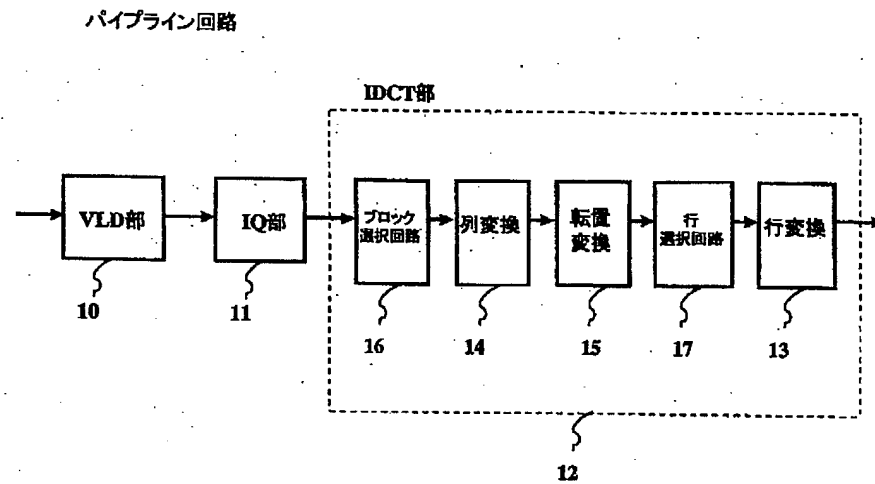 パイプライン回路
IDCT部
VLD部
IQ部
ブロック
選択回路
列変換
転置
変換
行
選択回路
行変換
10
11
16
14
15
17
13
12